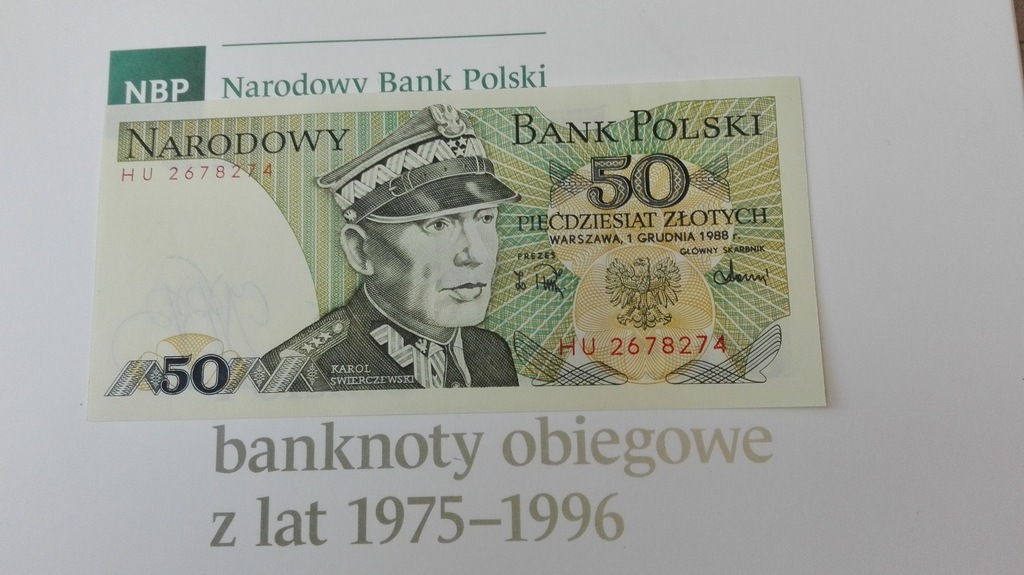 NBP
Narodowy Bank Polski
NARODOWY BANK POLSKI
HU 2678274
50
PIĘĆDZIESIĄT ZŁOTYCH
WARSZAWA, 1 GRUDNIA 1988 r.
PREZES
GŁÓWNY SKARBNIK
HU 2678274
50
KAROL
ŚWIERCZEWSKI
banknoty obiegowe
z lat 1975–1996